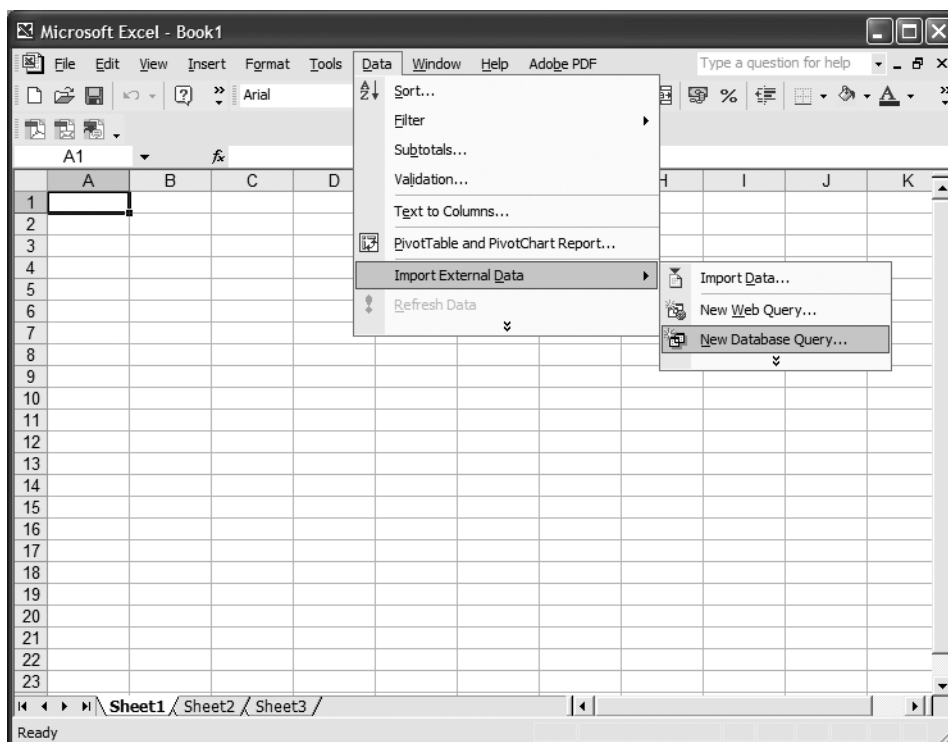 Microsoft Excel - Book1
File Edit View Insert Format Tools Data Window Help Adobe PDF Type a question for help
Arial % A
A1 fx
Sort...
Filter
Subtotals...
Validation...
Text to Columns...
PivotTable and PivotChart Report...
Import External Data
Refresh Data
Import Data...
New Web Query...
New Database Query...
A B C D H I J K
1
2
3
4
5
6
7
8
9
10
11
12
13
14
15
16
17
18
19
20
21
22
23
Sheet1 Sheet2 Sheet3
Ready